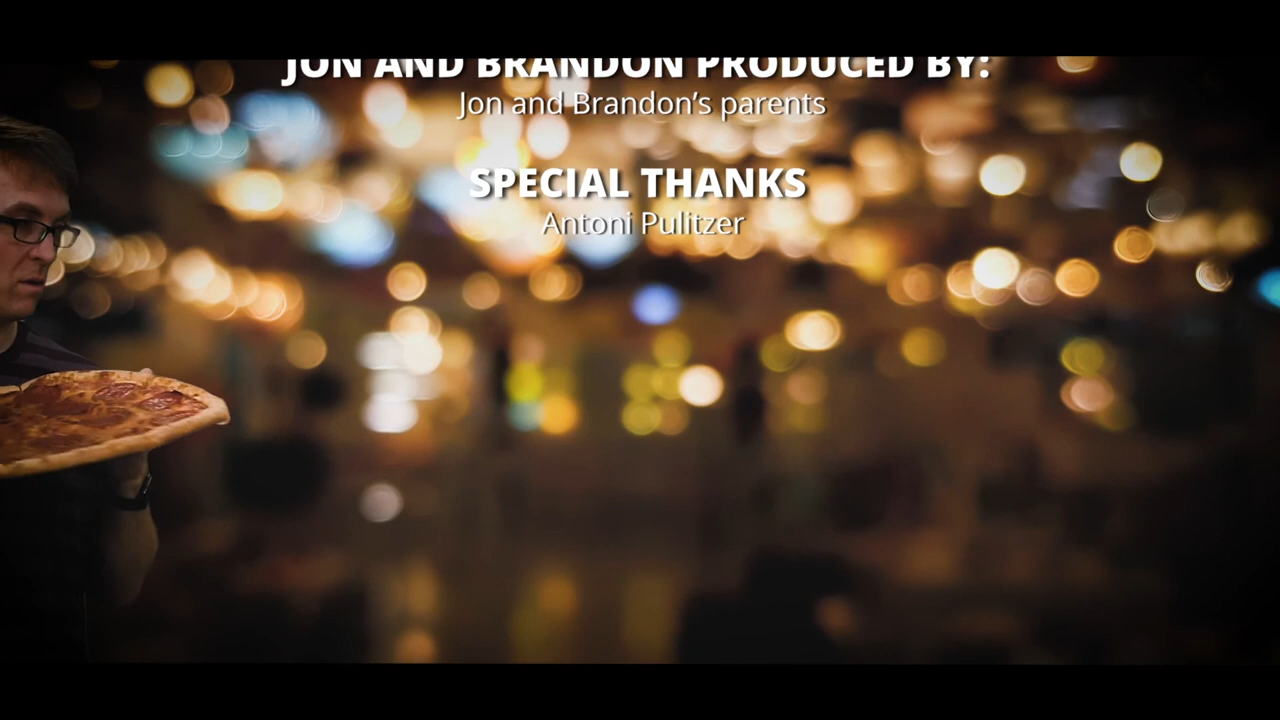 JON AND BRANDON PRODUCED BY:
Jon and Brandon’s parents
SPECIAL THANKS
Antoni Pulitzer